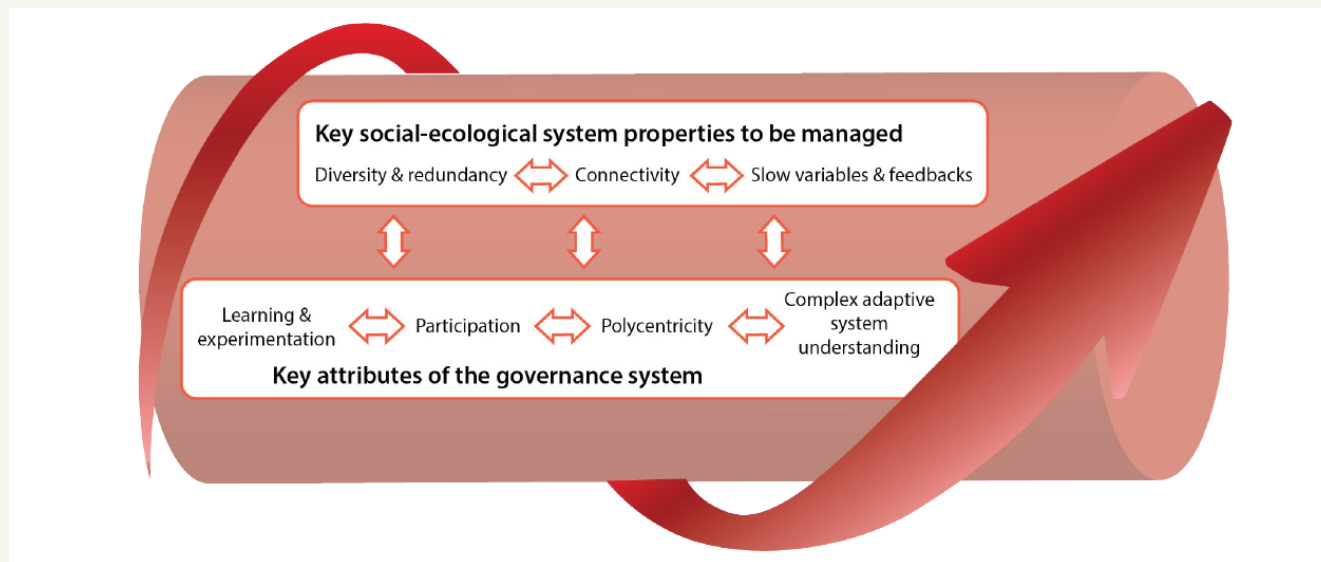 Key social-ecological system properties to be managed
Diversity & redundancy Connectivity Slow variables & feedbacks
Learning &
experimentation
Participation
Polycentricity
Complex adaptive
system
understanding
Key attributes of the governance system